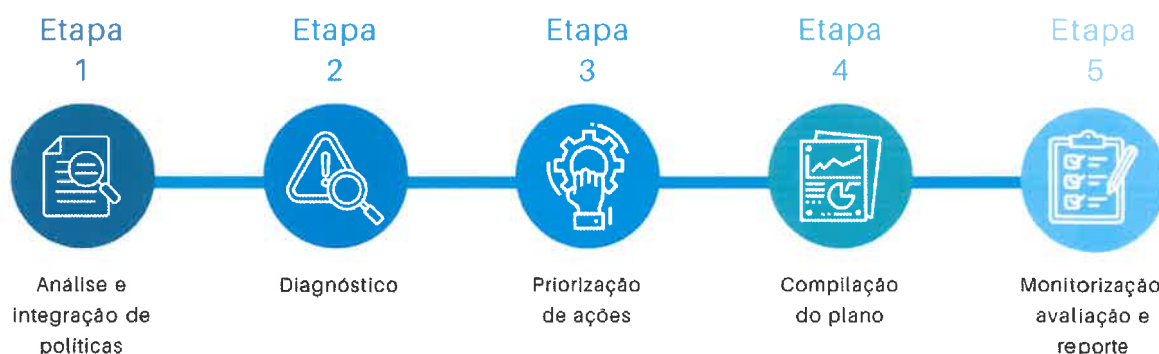 Etapa
1
Etapa
2
Etapa
3
Etapa
4
Etapa
5
Análise e
integração de
políticas
Diagnóstico
Priorização
de ações
Compilação
do plano
Monitorização
avaliação e
reporte